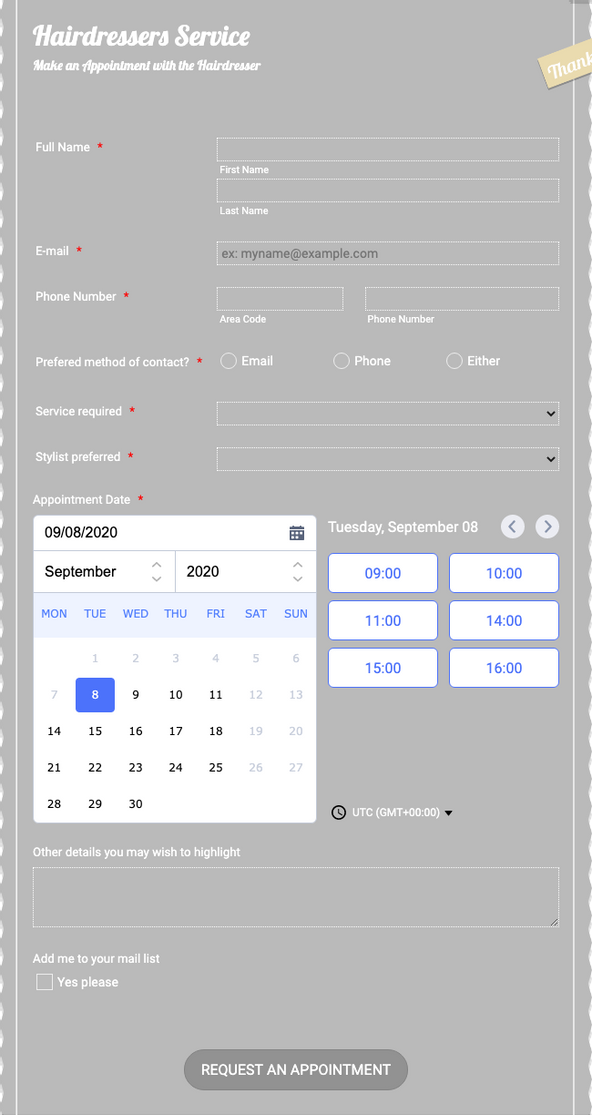 Hairdressers Service
Make an Appointment with the Hairdresser
Thank
Full Name *
First Name
Last Name
E-mail *
ex: myname@example.com
Phone Number *
Area Code Phone Number
Prefered method of contact? * Email Phone Either
Service required *
Stylist preferred *
Appointment Date *
09/08/2020
Tuesday, September 08
September 2020
MON TUE WED THU FRI SAT SUN
1 2 3 4 5 6
7 8 9 10 11 12 13
14 15 16 17 18 19 20
21 22 23 24 25 26 27
28 29 30
09:00 10:00
11:00 14:00
15:00 16:00
UTC (GMT+00:00)
Other details you may wish to highlight
Add me to your mail list
Yes please
REQUEST AN APPOINTMENT